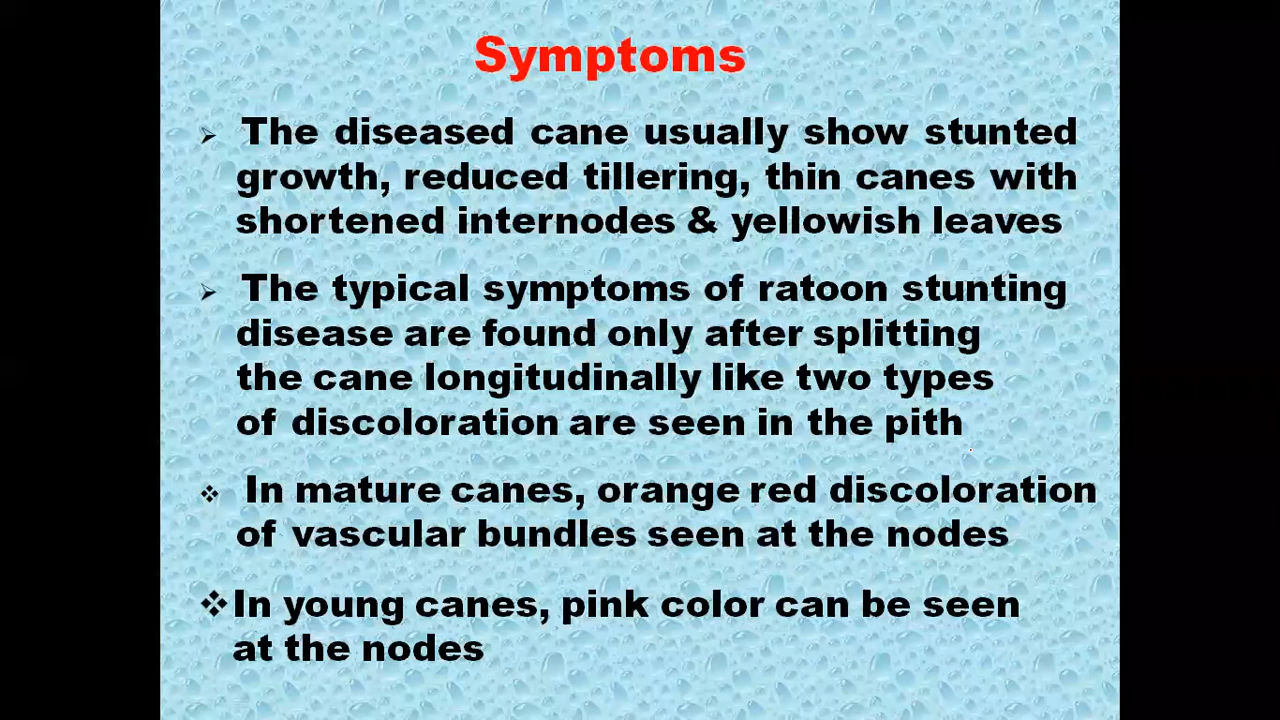 Symptoms
The diseased cane usually show stunted
growth, reduced tillering, thin canes with
shortened internodes & yellowish leaves
The typical symptoms of ratoon stunting
disease are found only after splitting
the cane longitudinally like two types
of discoloration are seen in the pith
In mature canes, orange red discoloration
of vascular bundles seen at the nodes
In young canes, pink color can be seen
at the nodes